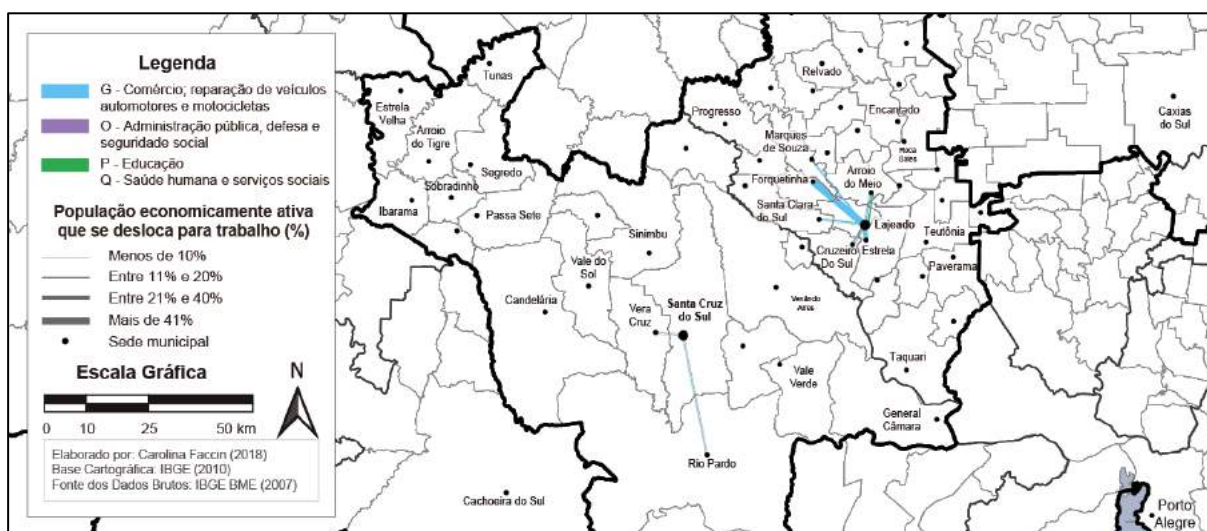 Legenda
G - Comércio; reparação de veículos
automotores e motocicletas
O - Administração pública, defesa e
seguridade social
P - Educação
Q - Saúde humana e serviços sociais
População economicamente ativa
que se desloca para trabalho (%)
Menos de 10%
Entre 11% e 20%
Entre 21% e 40%
Mais de 41%
Sede municipal
Escala Gráfica
N
0 10 25 50 km
Elaborado por: Carolina Faccin (2018)
Base Cartográfica: IBGE (2010)
Fonte dos Dados Brutos: IBGE BME (2007)
Tunas
Estrela
Velha
Arroio
do Tigre
Segredo
Sobradinho
Ibarama
Passa Sete
Sinimbu
Vale do
Sol
Candelária
Vera
Cruz
Santa Cruz
do Sul
Rio Pardo
Cachoeira do Sul
Relvado
Progresso
Encantado
Marques
de Souza
Forquetinha
Arroio
do Meio
Santa Clara
do Sul
Lajeado
Cruzeiro
Do Sul
Estrela
Teutônia
Paverama
Taquari
Vale
Verde
General
Câmara
Caxias
do Sul
Porto
Alegre